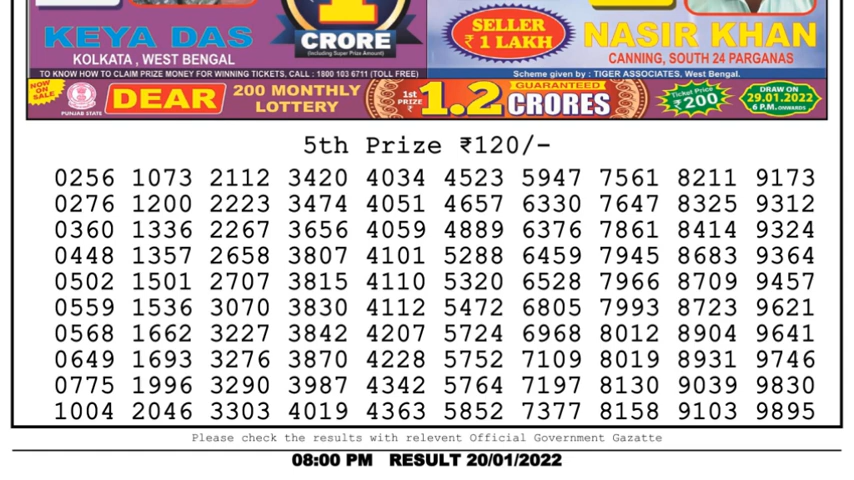 1
CRORE
(Including Super Prize Amount)
KEYA DAS
KOLKATA , WEST BENGAL
SELLER
₹ 1 LAKH
NASIR KHAN
CANNING, SOUTH 24 PARGANAS
TO KNOW HOW TO CLAIM PRIZE MONEY FOR WINNING TICKETS, CALL : 1800 103 6711 (TOLL FREE)
Scheme given by : TIGER ASSOCIATES, West Bengal.
NOW ON SALE
PUNJAB STATE
DEAR
200 MONTHLY
LOTTERY
1st PRIZE ₹
1.2
GUARANTEED
CRORES
Ticket Price
₹200
DRAW ON
29.01.2022
6 P.M. ONWARDS
5th Prize ₹120/-
0256 1073 2112 3420 4034 4523 5947 7561 8211 9173
0276 1200 2223 3474 4051 4657 6330 7647 8325 9312
0360 1336 2267 3656 4059 4889 6376 7861 8414 9324
0448 1357 2658 3807 4101 5288 6459 7945 8683 9364
0502 1501 2707 3815 4110 5320 6528 7966 8709 9457
0559 1536 3070 3830 4112 5472 6805 7993 8723 9621
0568 1662 3227 3842 4207 5724 6968 8012 8904 9641
0649 1693 3276 3870 4228 5752 7109 8019 8931 9746
0775 1996 3290 3987 4342 5764 7197 8130 9039 9830
1004 2046 3303 4019 4363 5852 7377 8158 9103 9895
Please check the results with relevent Official Government Gazatte
08:00 PM RESULT 20/01/2022